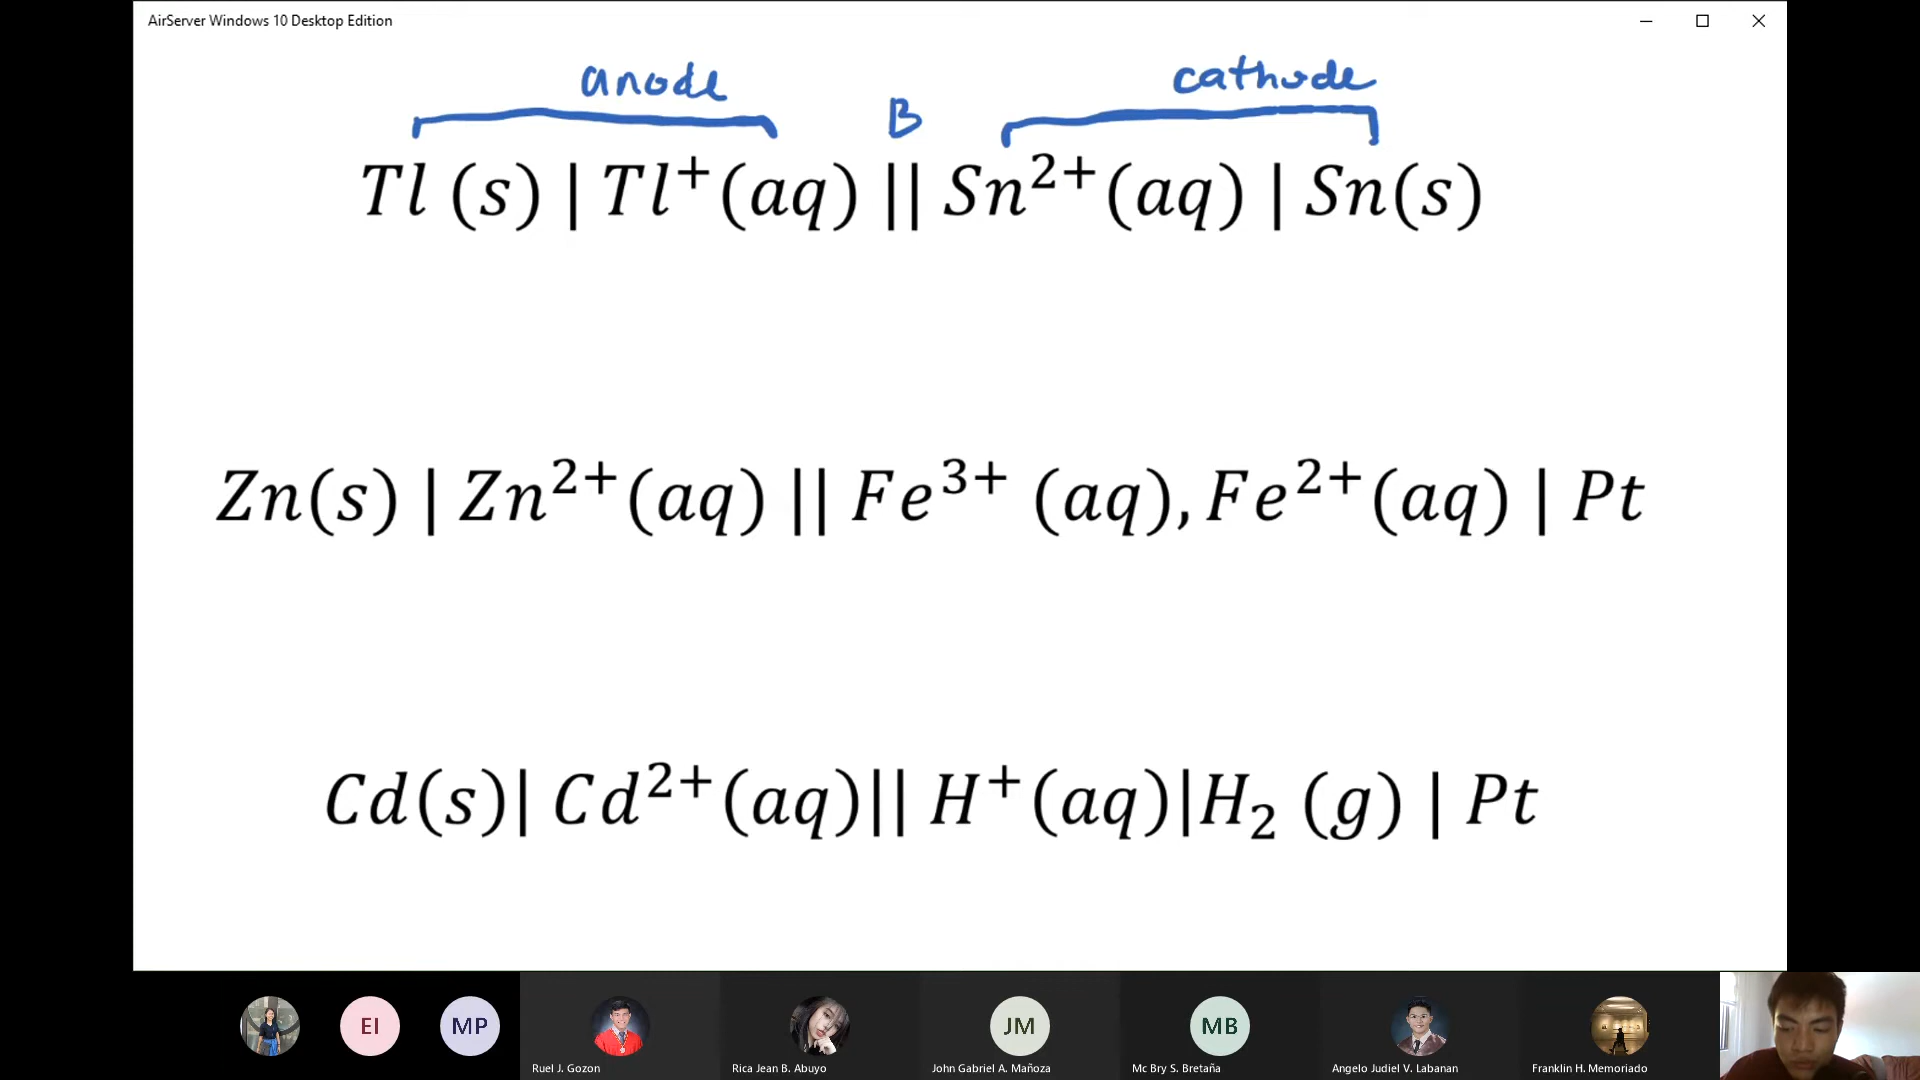 AirServer Windows 10 Desktop Edition
anode B cathode
Tl (s) | Tl⁺(aq) || Sn²⁺(aq) | Sn(s)
Zn(s) | Zn²⁺(aq) || Fe³⁺ (aq), Fe²⁺(aq) | Pt
Cd(s)| Cd²⁺(aq)|| H⁺(aq)|H₂ (g) | Pt
EI MP JM MB
Ruel J. Gozon Rica Jean B. Abuyo John Gabriel A. Mañoza Mc Bry S. Bretaña Angelo Judiel V. Labanan Franklin H. Memoriado